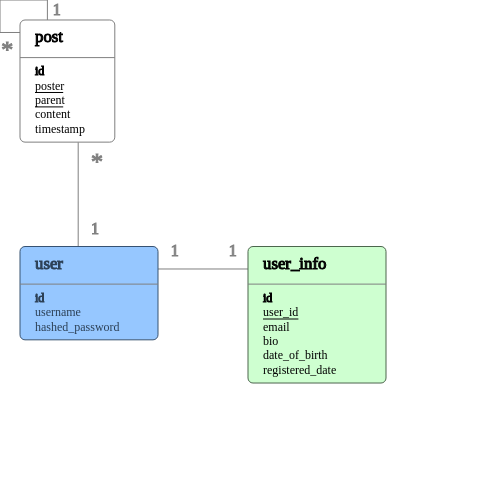 1
*
post
id
poster
parent
content
timestamp
*
1
user
id
username
hashed_password
1
1
user_info
id
user_id
email
bio
date_of_birth
registered_date